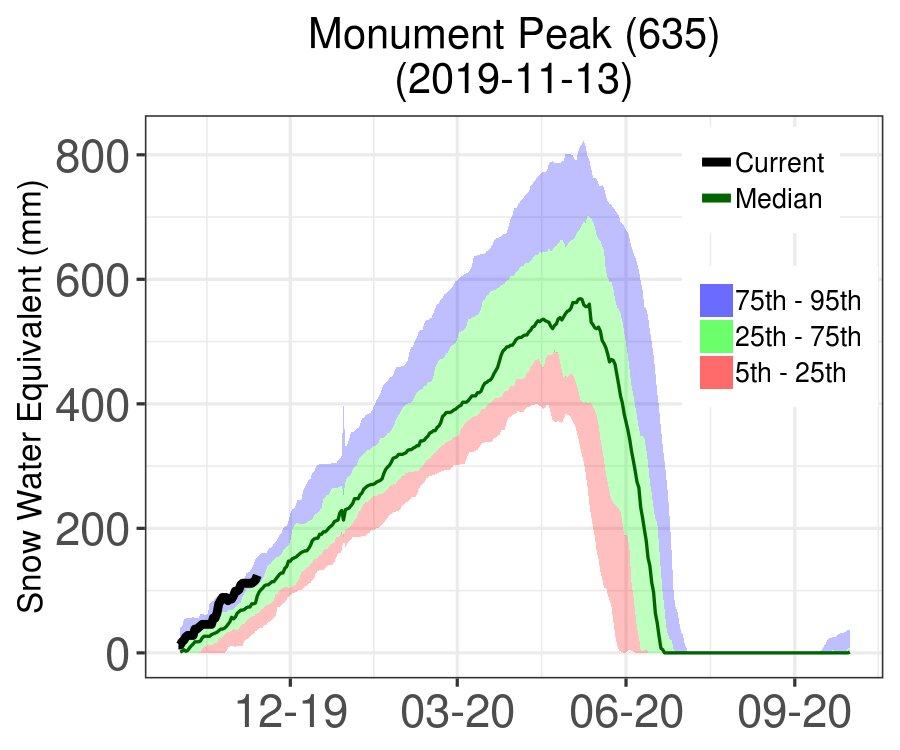 Monument Peak (635)
(2019-11-13)
Snow Water Equivalent (mm)
800
600
400
200
0
12-19
03-20
06-20
09-20
Current
Median
75th - 95th
25th - 75th
5th - 25th